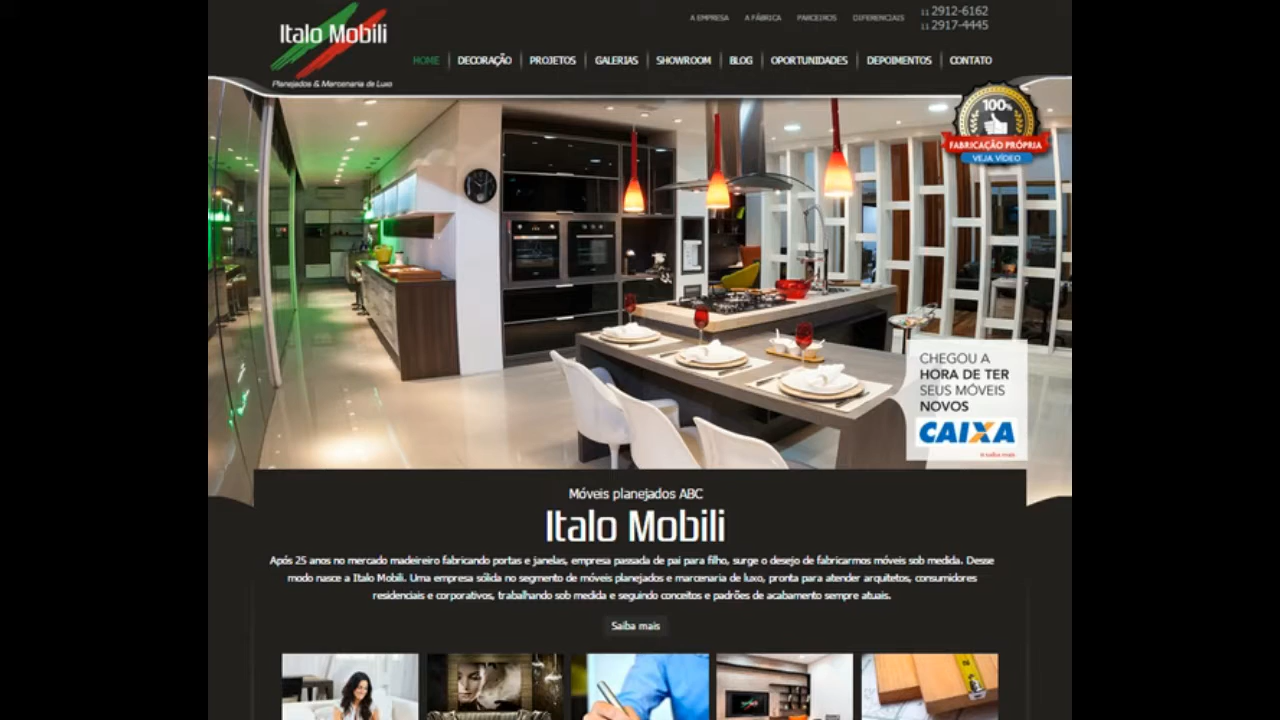 Italo Mobili
Planejados & Marcenaria de Luxo
A EMPRESA A FÁBRICA PARCEIROS DIFERENCIAIS
11 2912-6162
11 2917-4445
HOME DECORAÇÃO PROJETOS GALERIAS SHOWROOM BLOG OPORTUNIDADES DEPOIMENTOS CONTATO
100%
FABRICAÇÃO PRÓPRIA
VEJA VÍDEO
CHEGOU A
HORA DE TER
SEUS MÓVEIS
NOVOS
CAIXA
saiba mais
Móveis planejados ABC
Italo Mobili
Após 25 anos no mercado madeireiro fabricando portas e janelas, empresa passada de pai para filho, surge o desejo de fabricarmos móveis sob medida. Desse
modo nasce a Italo Mobili. Uma empresa sólida no segmento de móveis planejados e marcenaria de luxo, pronta para atender arquitetos, consumidores
residenciais e corporativos, trabalhando sob medida e seguindo conceitos e padrões de acabamento sempre atuais.
Saiba mais